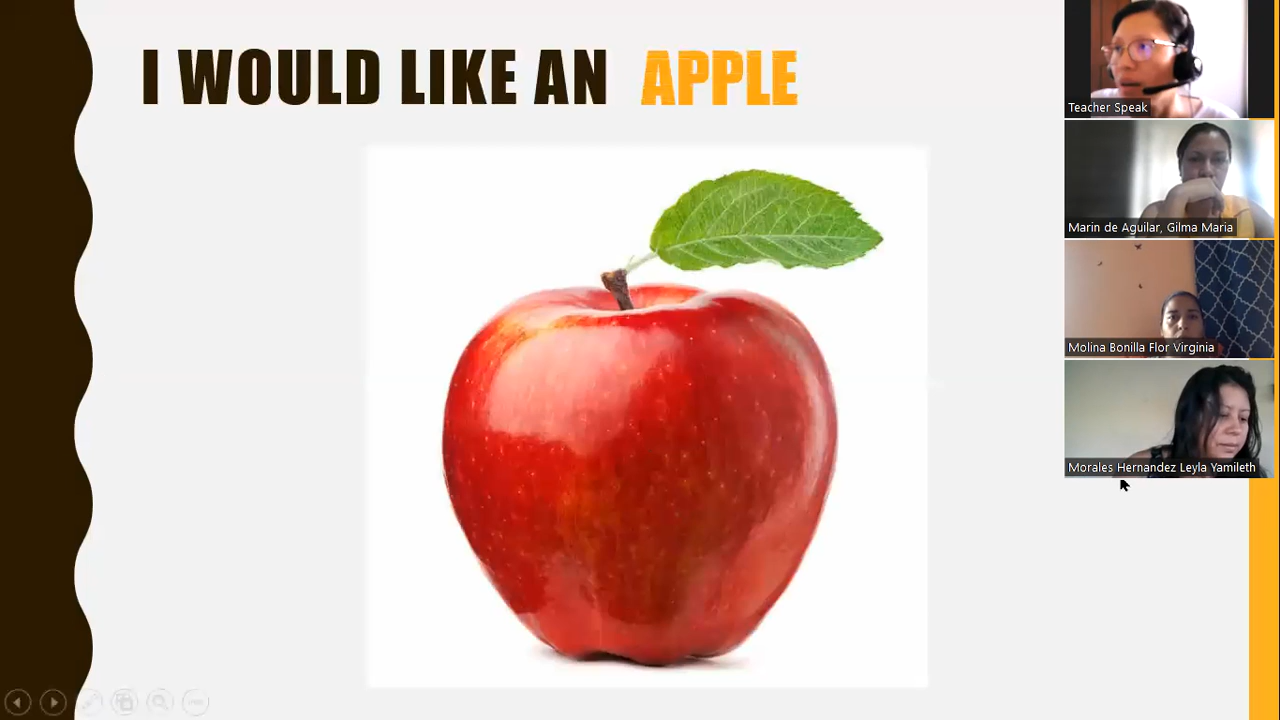 I WOULD LIKE AN APPLE
Teacher Speak
Marin de Aguilar, Gilma Maria
Molina Bonilla Flor Virginia
Morales Hernandez Leyla Yamileth